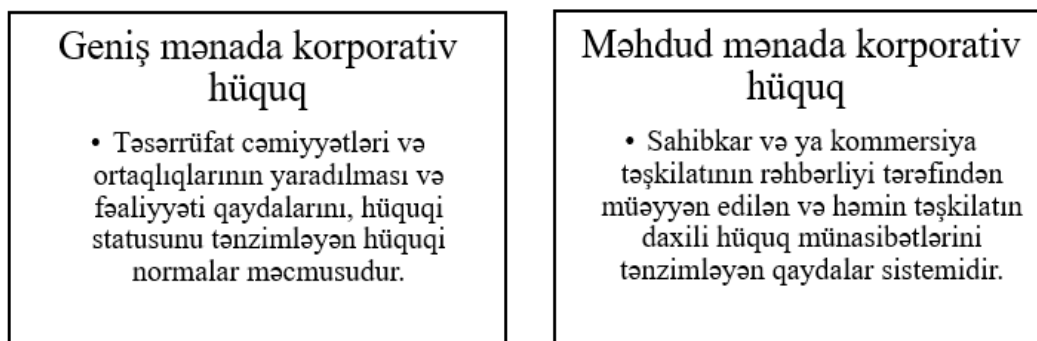 Geniş mənada korporativ
hüquq
• Təsərrüfat cəmiyyətləri və
ortaqlıqlarının yaradılması və
fəaliyyəti qaydalarını, hüquqi
statusunu tənzimləyən hüquqi
normalar məcmusudur.
Məhdud mənada korporativ
hüquq
• Sahibkar və ya kommersiya
təşkilatının rəhbərliyi tərəfindən
müəyyən edilən və həmin təşkilatın
daxili hüquq münasibətlərini
tənzimləyən qaydalar sistemidir.